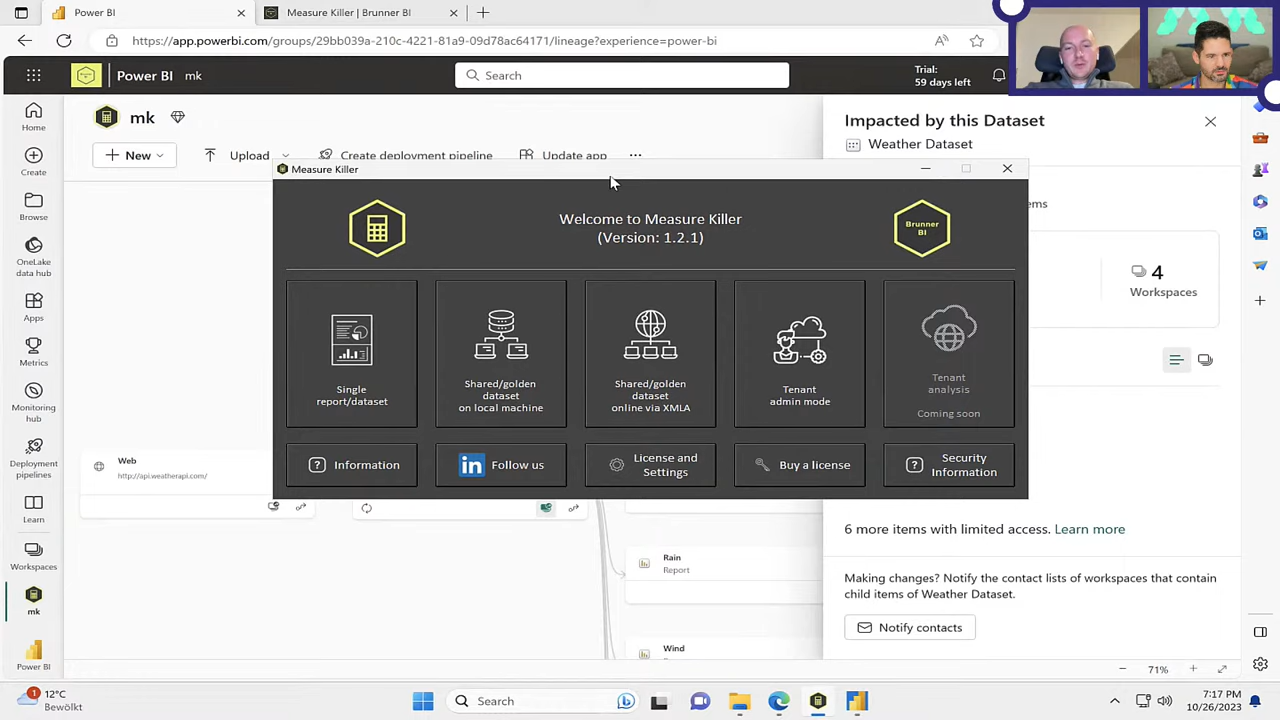 Power BI
Measure Killer | Brunner BI
https://app.powerbi.com/groups/29bb039a-210c-4221-81a9-09d78a64171/lineage?experience=power-bi
Power BI mk
Search
Trial:
59 days left
Home
Create
Browse
OneLake
data hub
Apps
Metrics
Monitoring
hub
Deployment
pipelines
Learn
Workspaces
mk
Power BI
mk
New
Upload
Create deployment pipeline
Update app
Impacted by this Dataset
Weather Dataset
ms
4
Workspaces
Measure Killer
Welcome to Measure Killer
(Version: 1.2.1)
Brunner
BI
Single
report/dataset
Shared/golden
dataset
on local machine
Shared/golden
dataset
online via XMLA
Tenant
admin mode
Tenant
analysis
Coming soon
Information
in Follow us
License and
Settings
Buy a license
Security
Information
Web
http://api.weatherapi.com/
Rain
Report
Wind
6 more items with limited access. Learn more
Making changes? Notify the contact lists of workspaces that contain
child items of Weather Dataset.
Notify contacts
71%
1
12°C
Bewölkt
Search
7:17 PM
10/26/2023